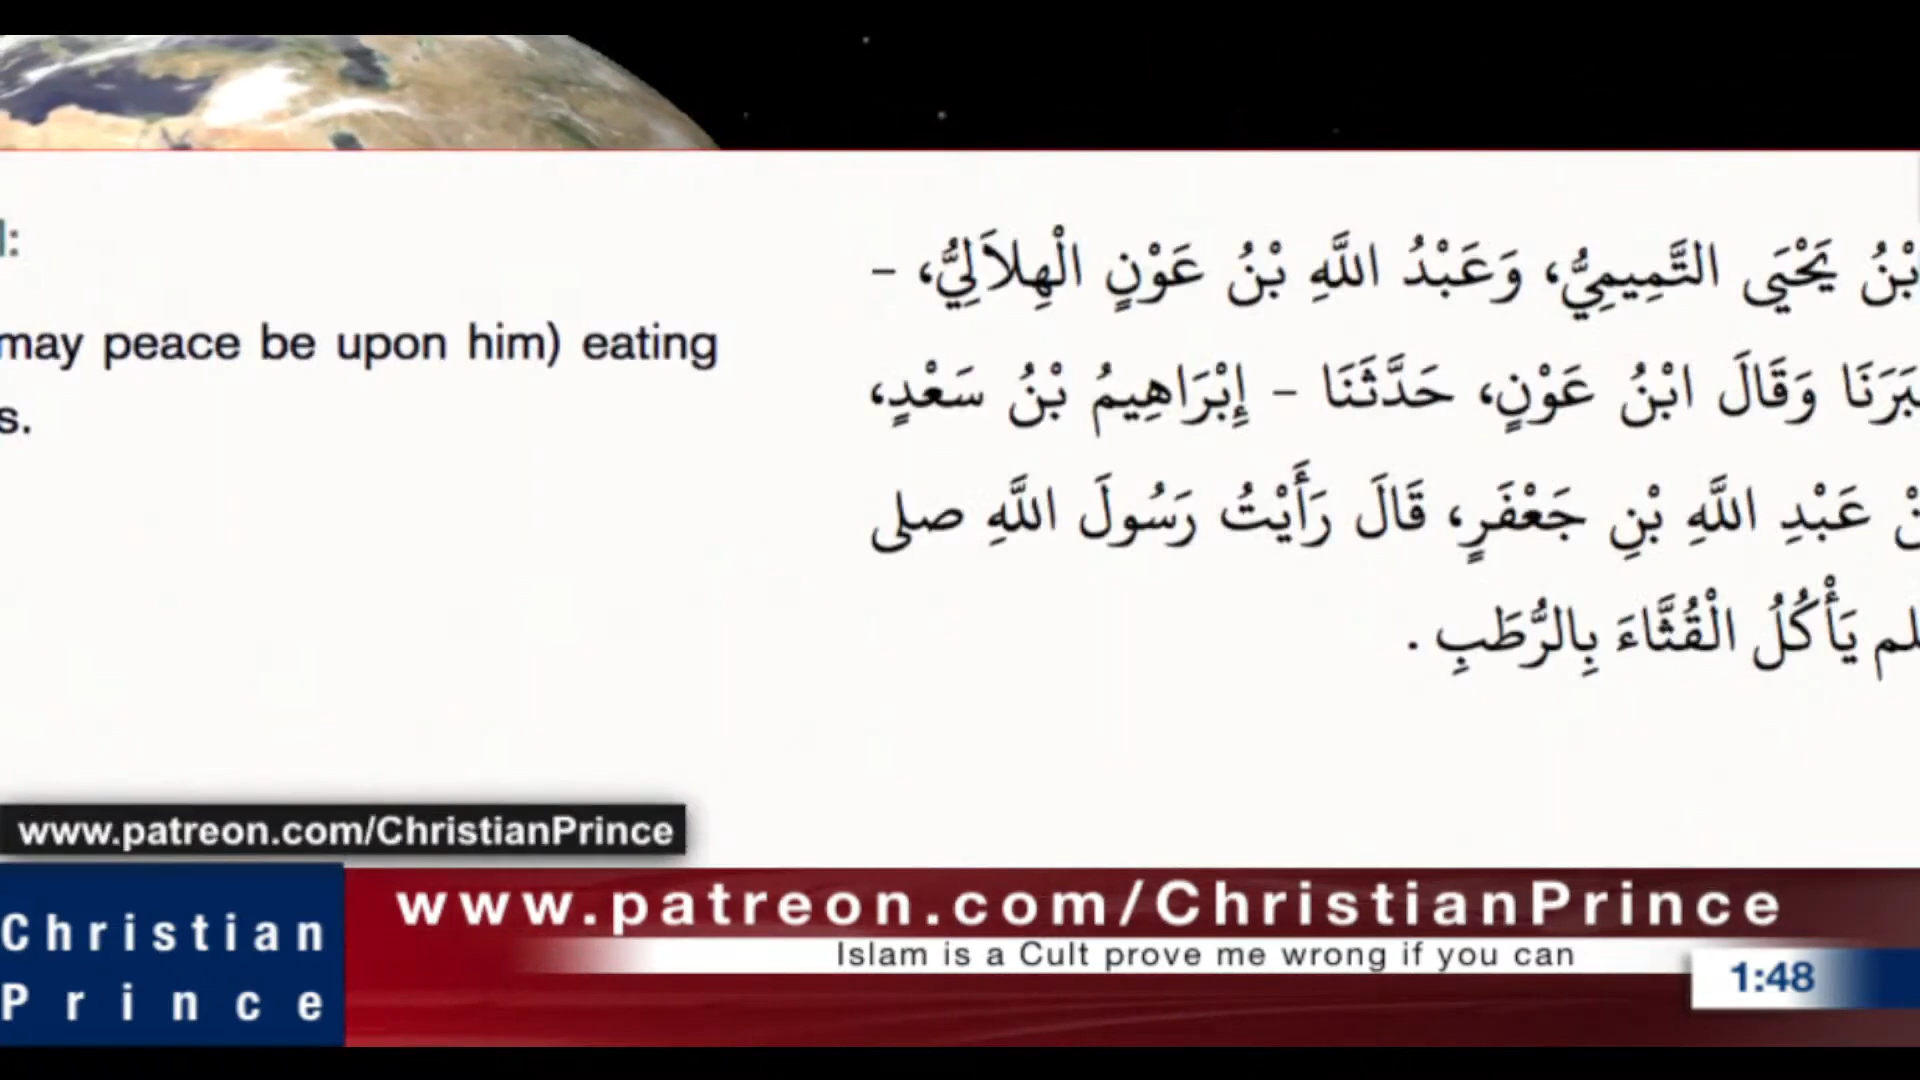 may peace be upon him) eating
s.
ابْنُ يَحْيَى التَّمِيمِيُّ، وَعَبْدُ اللَّهِ بْنُ عَوْنٍ الْهِلاَلِيُّ، -
وَقَالَ ابْنُ عَوْنٍ، حَدَّثَنَا - إِبْرَاهِيمُ بْنُ سَعْدٍ،
عَبْدِ اللَّهِ بْنِ جَعْفَرٍ، قَالَ رَأَيْتُ رَسُولَ اللَّهِ صلى
يَأْكُلُ الْقُثَّاءَ بِالرُّطَبِ .
www.patreon.com/ChristianPrince
Christian
Prince
www.patreon.com/ChristianPrince
Islam is a Cult prove me wrong if you can
1:48